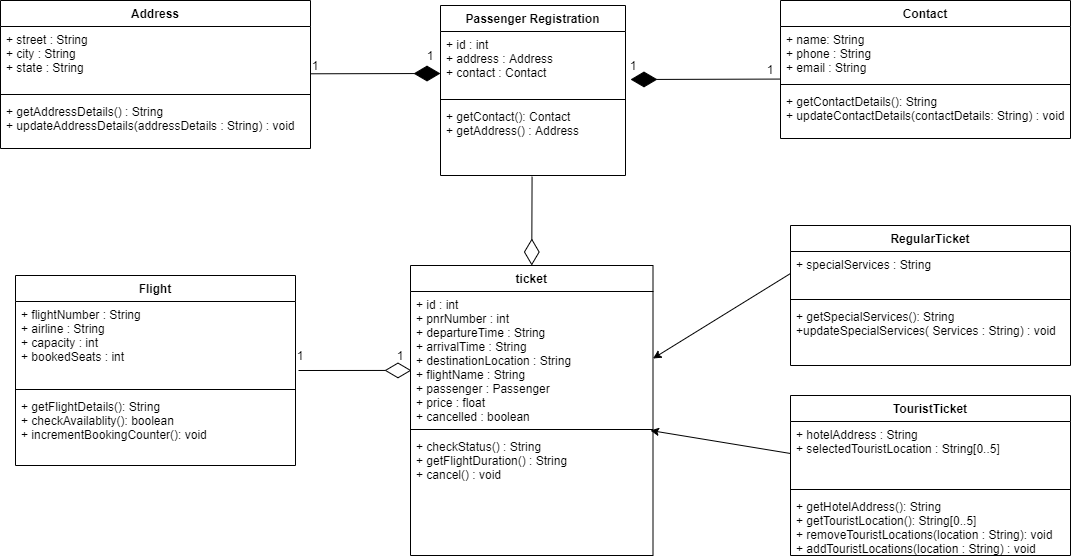 Address
+ street : String
+ city : String
+ state : String
+ getAddressDetails() : String
+ updateAddressDetails(addressDetails : String) : void
1
1
Passenger Registration
+ id : int
+ address : Address
+ contact : Contact
+ getContact(): Contact
+ getAddress() : Address
1
1
Contact
+ name: String
+ phone : String
+ email : String
+ getContactDetails() : String
+ updateContactDetails(contactDetails: String) : void
Flight
+ flightNumber : String
+ airline : String
+ capacity : int
+ bookedSeats : int
+ getFlightDetails(): String
+ checkAvailablity(): boolean
+ incrementBookingCounter(): void
1
1
ticket
+ id : int
+ pnrNumber : int
+ departureTime : String
+ arrivalTime : String
+ destinationLocation : String
+ flightName : String
+ passenger : Passenger
+ price : float
+ cancelled : boolean
+ checkStatus() : String
+ getFlightDuration() : String
+ cancel() : void
RegularTicket
+ specialServices : String
+ getSpecialServices(): String
+updateSpecialServices( Services : String) : void
TouristTicket
+ hotelAddress : String
+ selectedTouristLocation : String[0..5]
+ getHotelAddress(): String
+ getTouristLocation(): String[0..5]
+ removeTouristLocations(location : String): void
+ addTouristLocations(location : String) : void